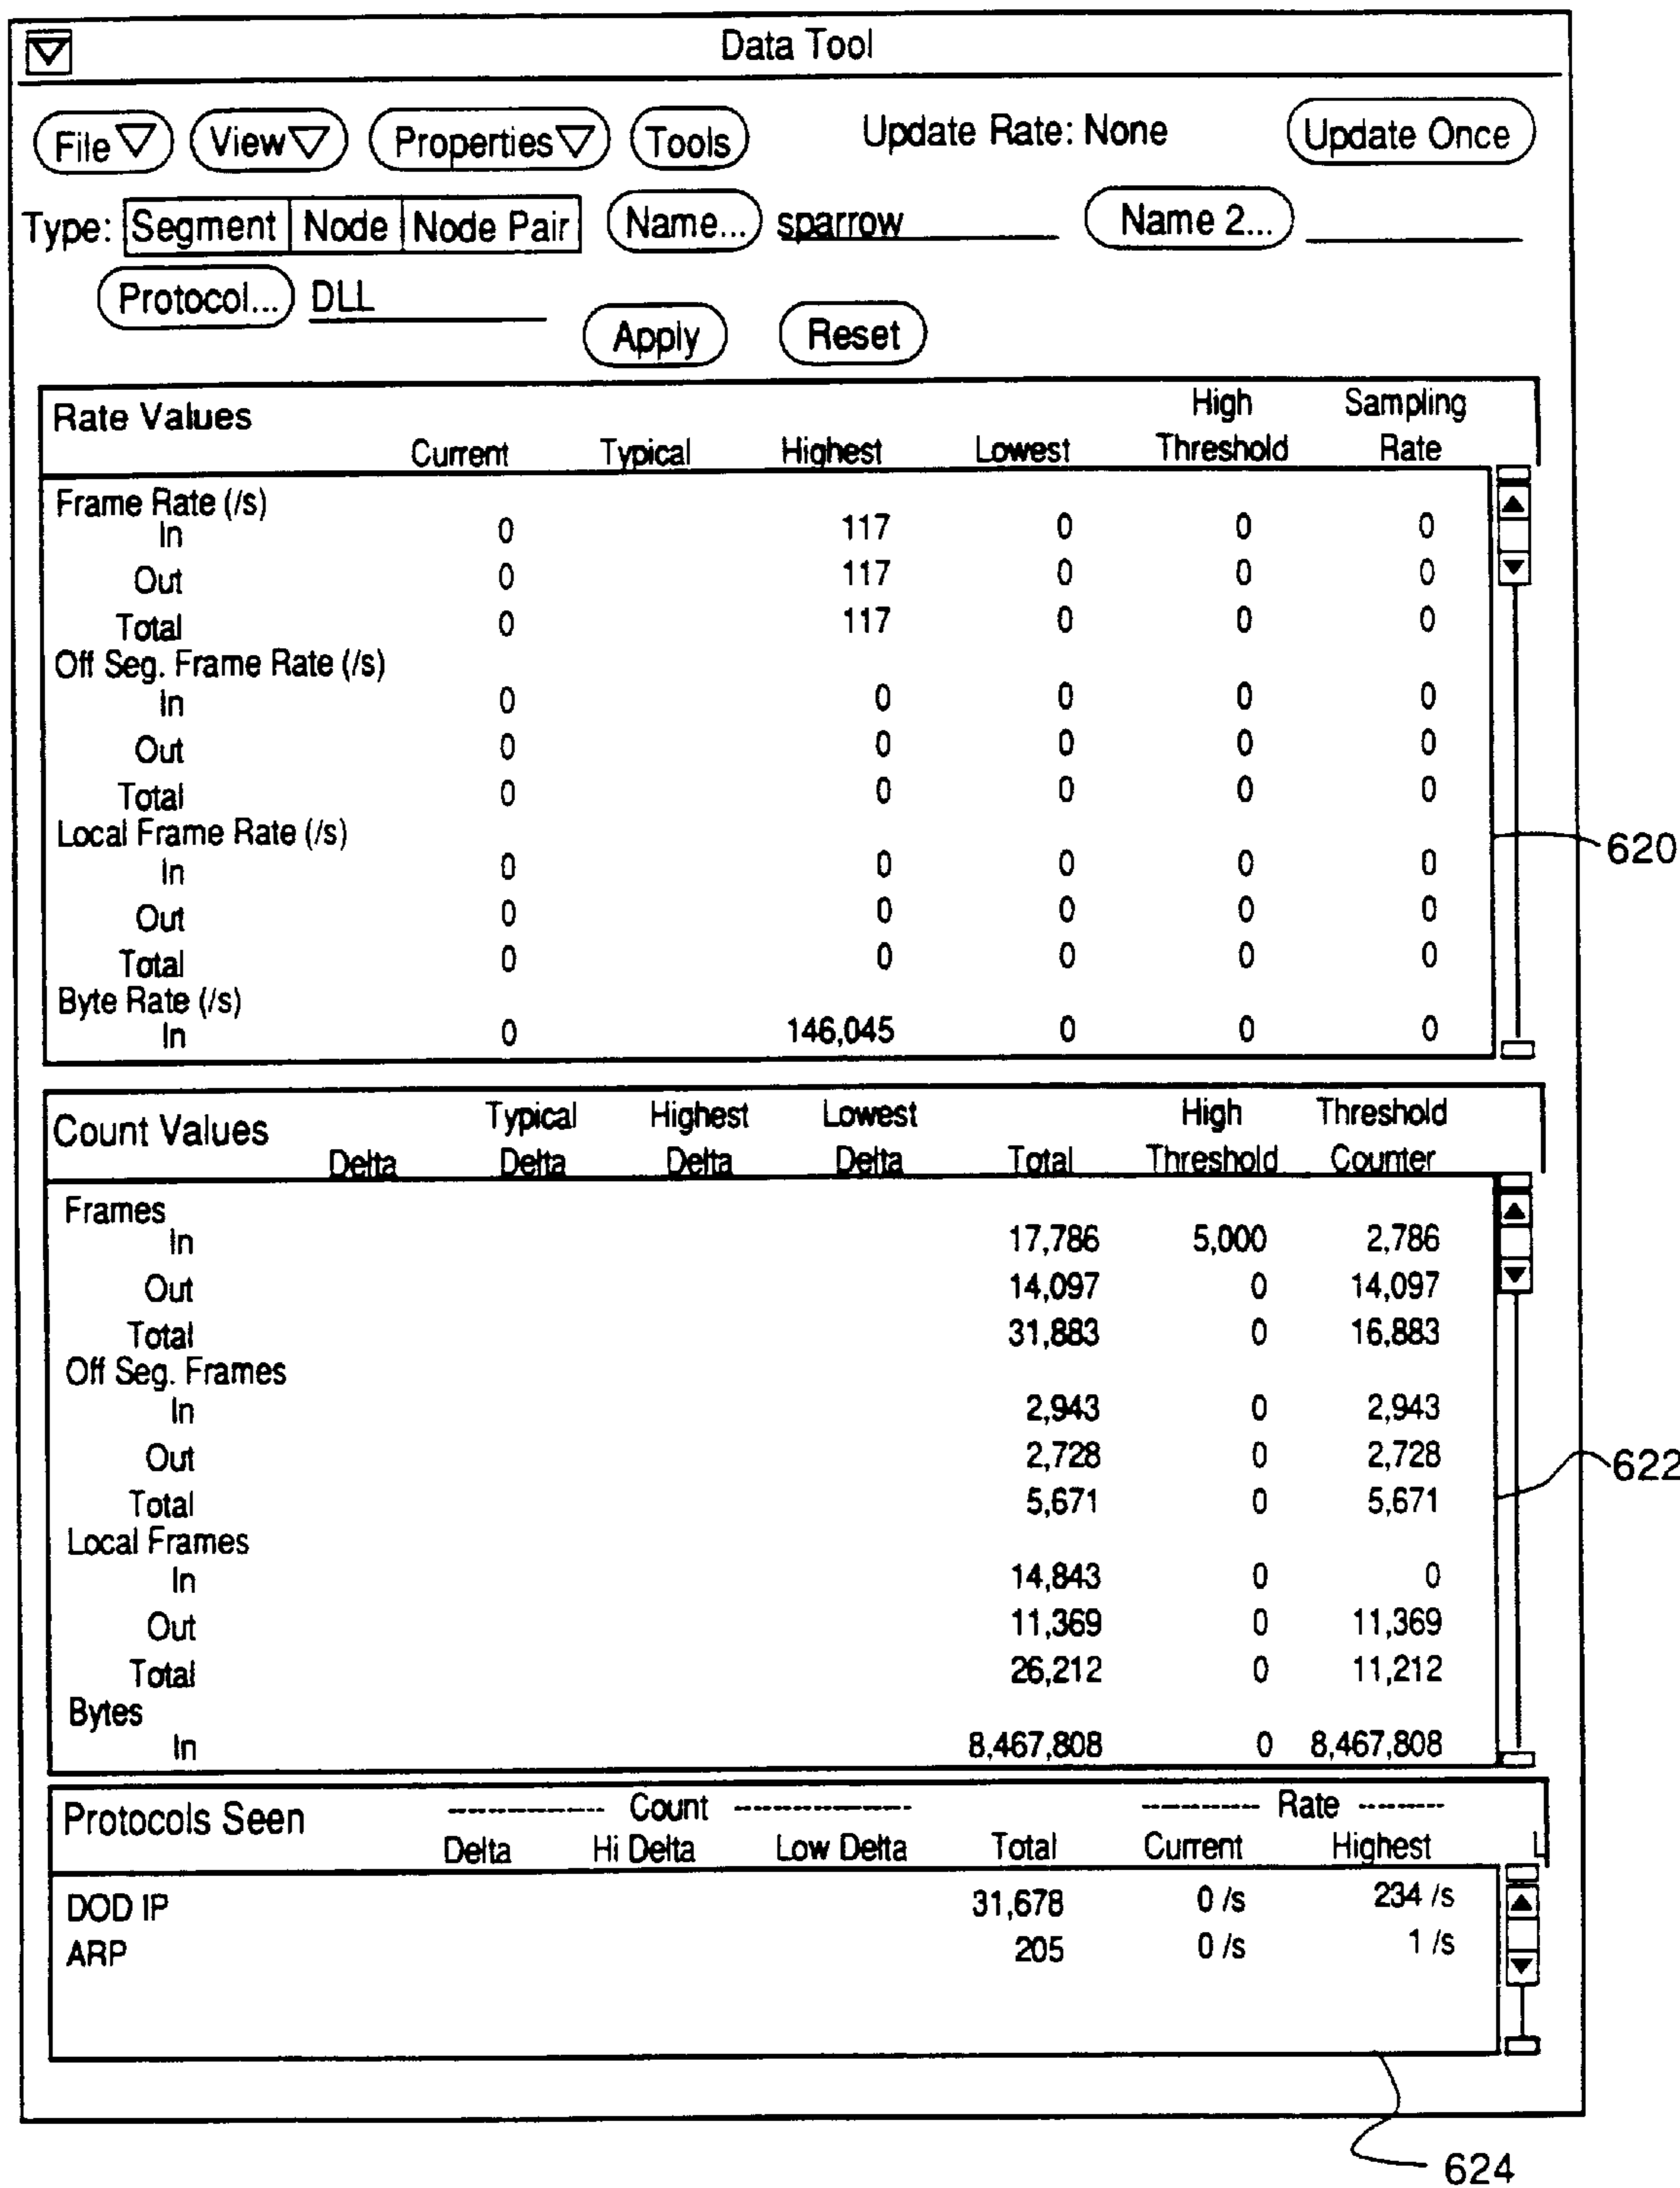 Data Tool
File View Properties Tools Update Rate: None Update Once
Type: Segment Node Node Pair Name... sparrow Name 2...
Protocol... DLL
Apply Reset
Rate Values Current Typical Highest Lowest High Threshold Sampling Rate
Frame Rate (/s)
In 0 117 0 0 0
Out 0 117 0 0 0
Total 0 117 0 0 0
Off Seg. Frame Rate (/s)
In 0 0 0 0 0
Out 0 0 0 0 0
Total 0 0 0 0 0
Local Frame Rate (/s)
In 0 0 0 0 0
Out 0 0 0 0 0
Total 0 0 0 0 0
Byte Rate (/s)
In 0 146,045 0 0 0
620
Count Values Delta Typical Delta Highest Delta Lowest Delta Total High Threshold Threshold Counter
Frames
In 17,786 5,000 2,786
Out 14,097 0 14,097
Total 31,883 0 16,883
Off Seg. Frames
In 2,943 0 2,943
Out 2,728 0 2,728
Total 5,671 0 5,671
622
Local Frames
In 14,843 0 0
Out 11,369 0 11,369
Total 26,212 0 11,212
Bytes
In 8,467,808 0 8,467,808
Protocols Seen ------------ Count ------------ --------- Rate --------
Delta Hi Delta Low Delta Total Current Highest L
DOD IP 31,678 0 /s 234 /s
ARP 205 0 /s 1 /s
624